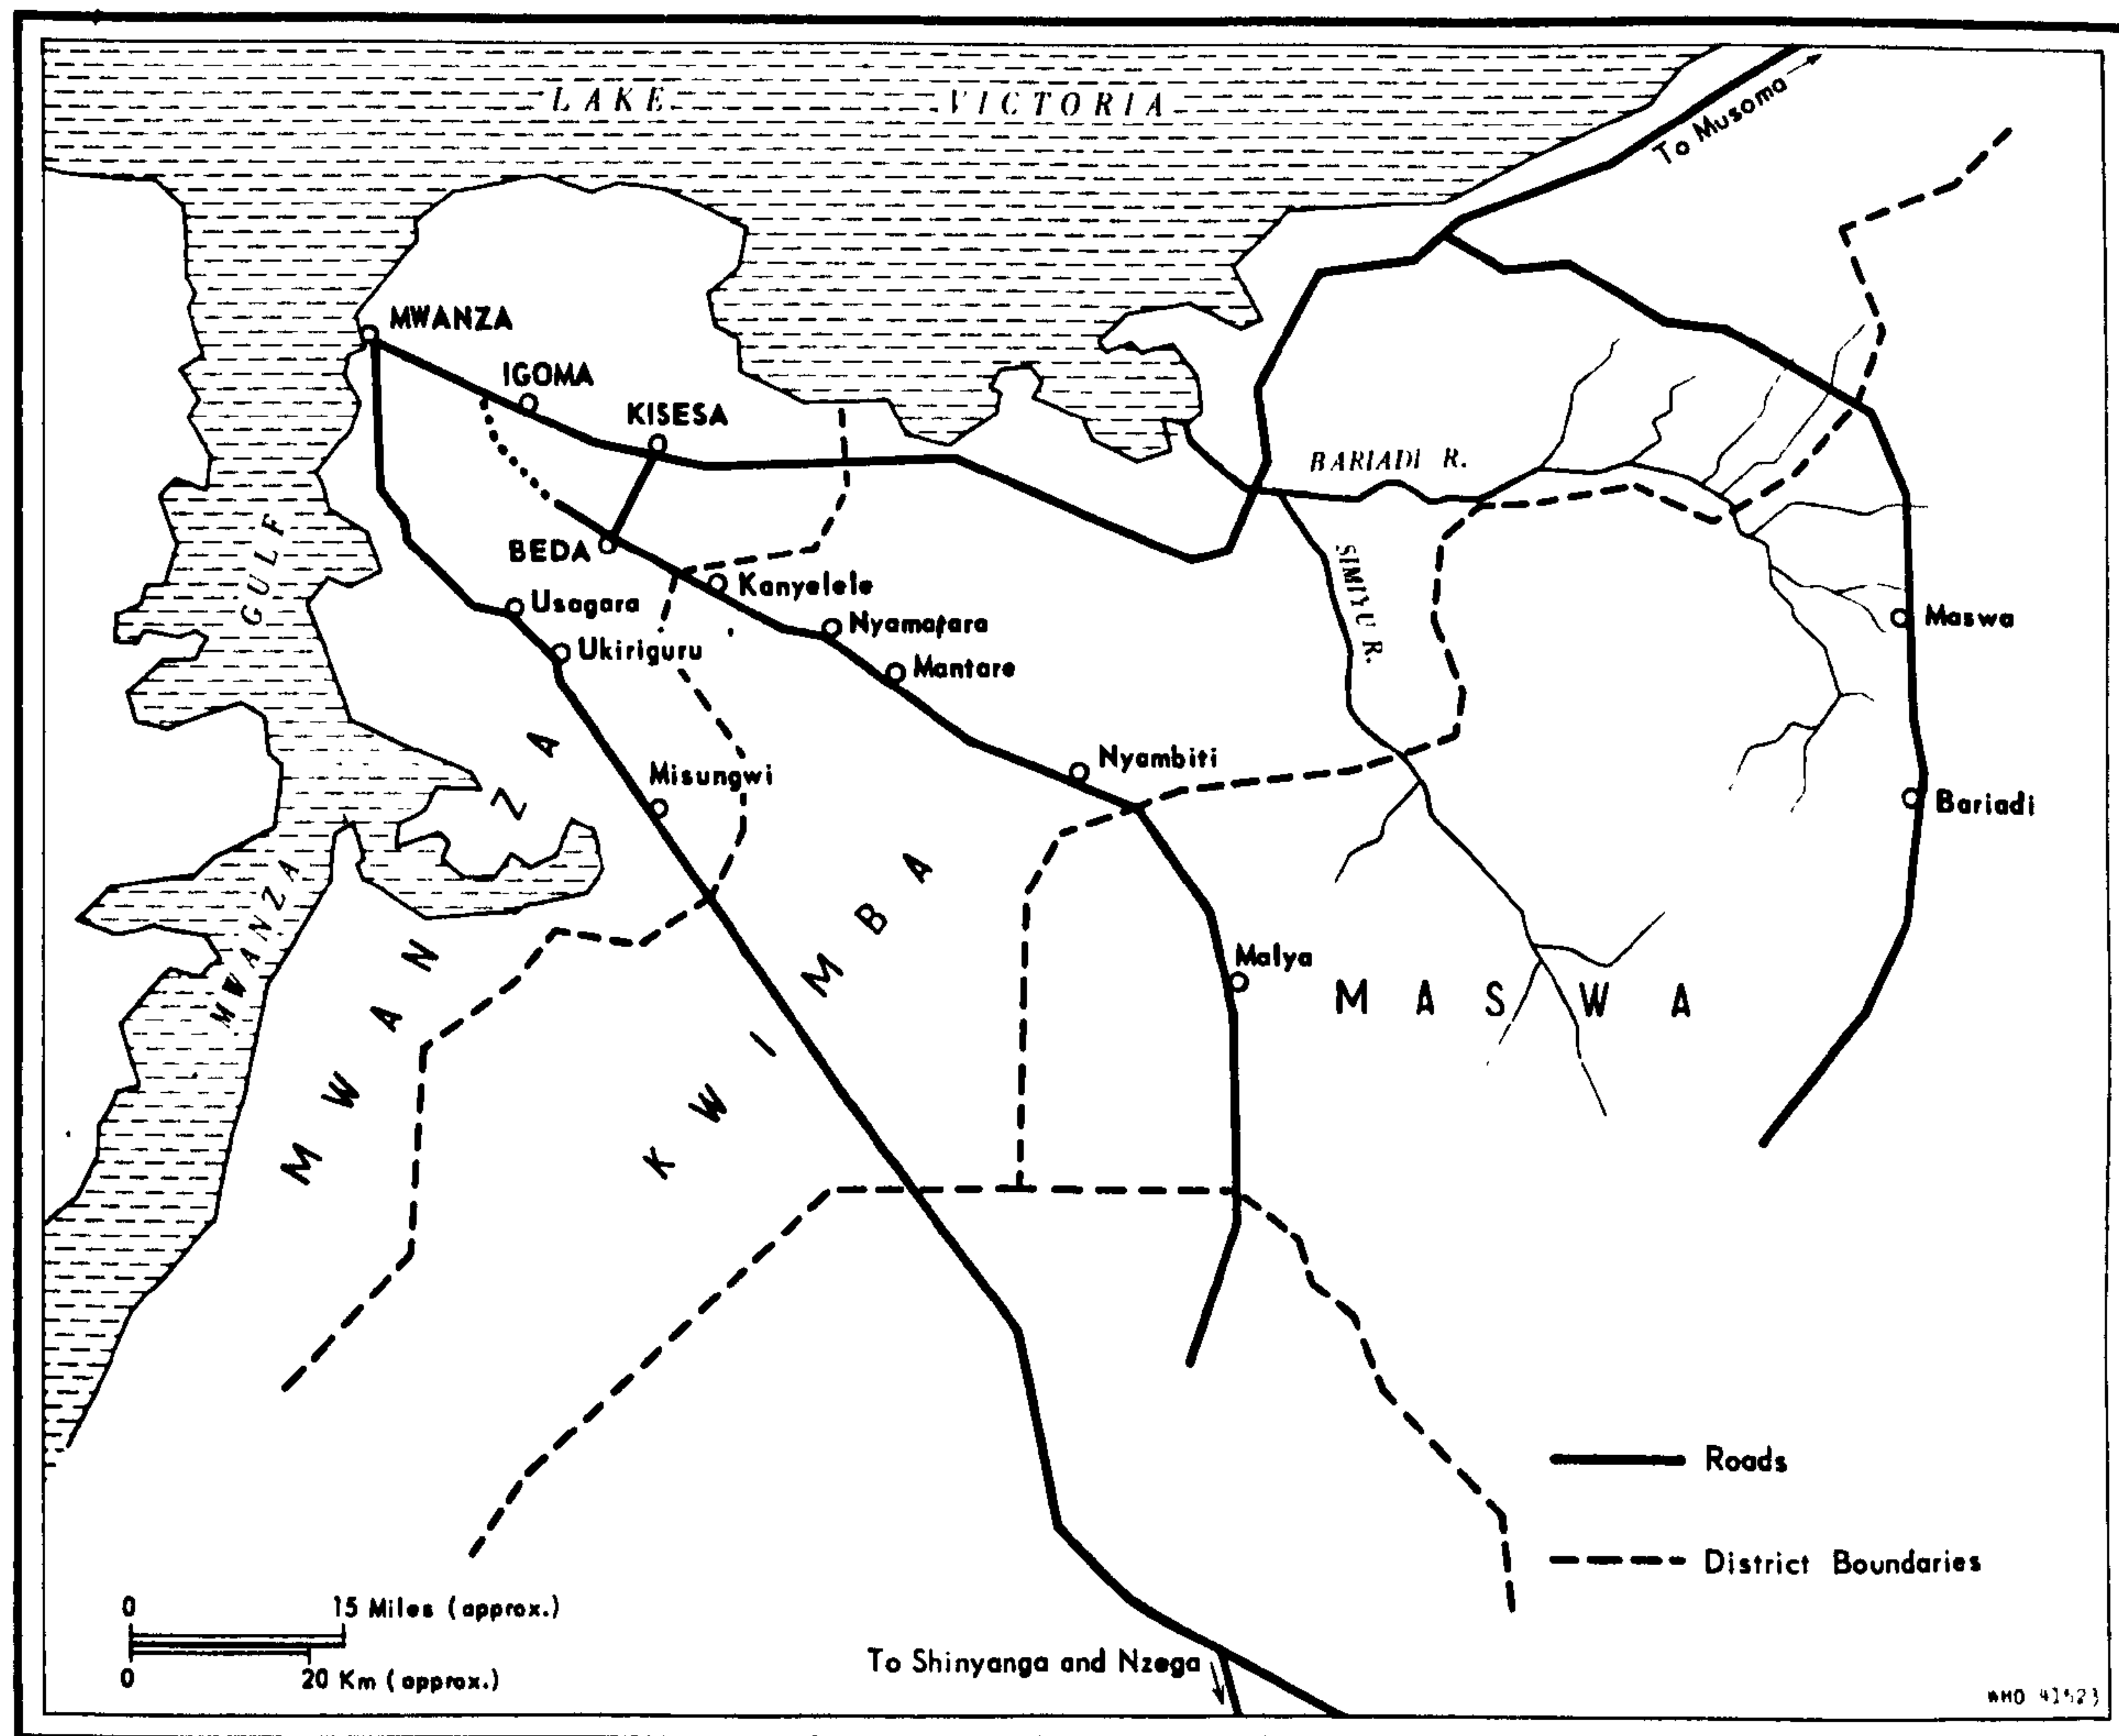 LAKE VICTORIA
To Musoma
MWANZA
IGOMA
KISESA
BARIADI R.
BEDA
Kanyelele
Usagara
Nyamatara
Ukiriguru
Mantare
SIMIYU R.
Maswa
Misungwi
Nyambiti
Bariadi
MWANZA GULF
MWANZA
KWIMBA
Malya
MASWA
Roads
District Boundaries
0 15 Miles (approx.)
0 20 Km (approx.)
To Shinyanga and Nzega
WHO 41523